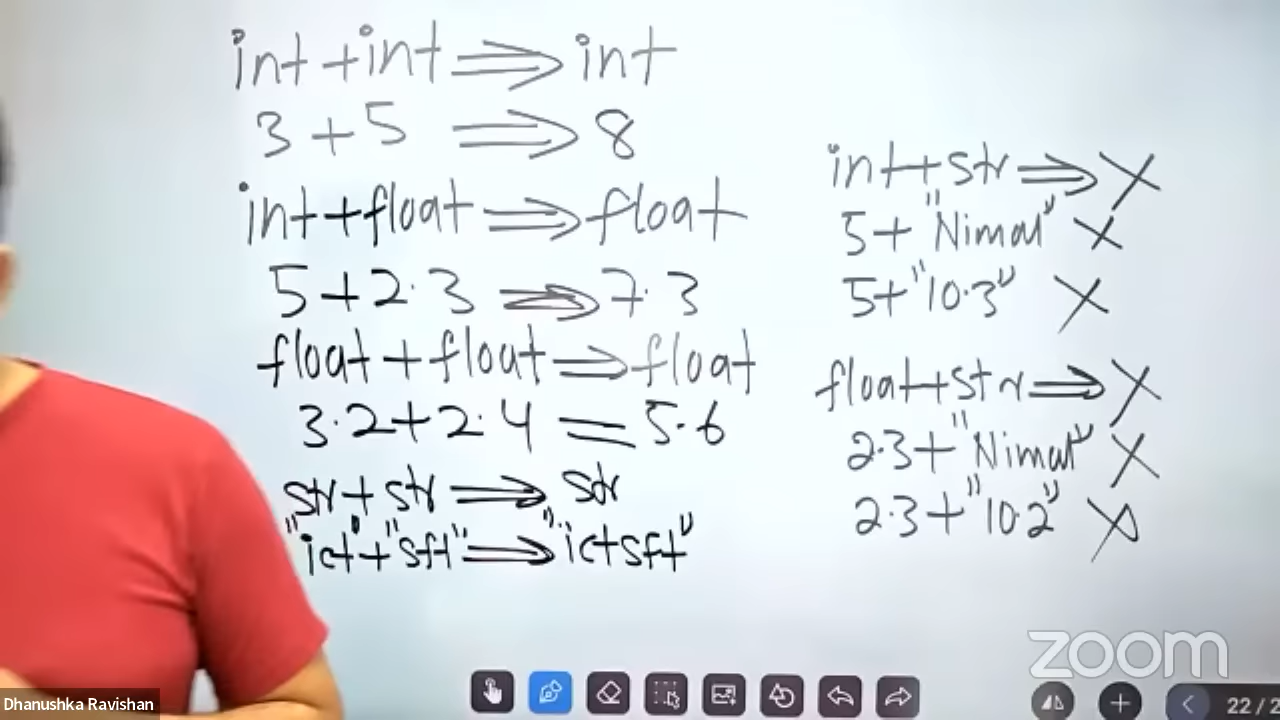 int + int ⟹ int
3 + 5 ⟹ 8
int + float ⟹ float
5 + 2.3 ⟹ 7.3
float + float ⟹ float
3.2 + 2.4 = 5.6
str + str ⟹ str
"ict" + "sft" ⟹ "ictsft"
int + str ⟹ X
5 + "Nimal" X
5 + "10.3" X
float + str ⟹ X
2.3 + "Nimal" X
2.3 + "10.2" X
zoom
Dhanushka Ravishan
22 / 2